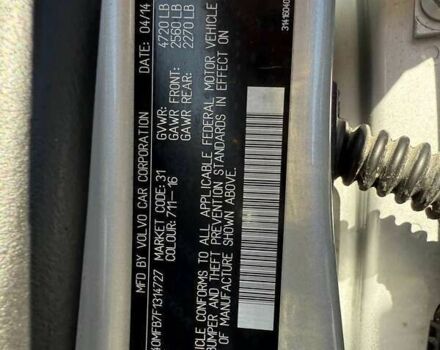 MFD BY VOLVO CAR CORPORATION DATE: 04/14
GVWR: 4720 LB
GAWR FRONT: 2560 LB
GAWR REAR: 2270 LB
40MFB7F1314727 MARKET CODE: 31
COLOUR: 711-16
VEHICLE CONFORMS TO ALL APPLICABLE FEDERAL MOTOR VEHICLE
BUMPER AND THEFT PREVENTION STANDARDS IN EFFECT ON
OF MANUFACTURE SHOWN ABOVE.